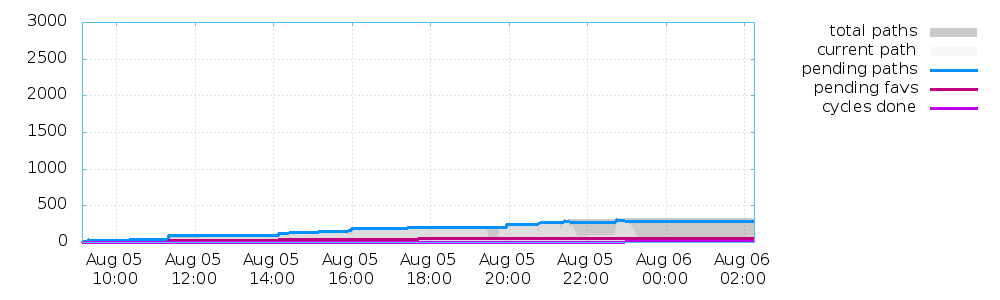 3000
2500
2000
1500
1000
500
0
Aug 05 Aug 05 Aug 05 Aug 05 Aug 05 Aug 05 Aug 05 Aug 06 Aug 06
10:00 12:00 14:00 16:00 18:00 20:00 22:00 00:00 02:00
total paths
current path
pending paths
pending favs
cycles done